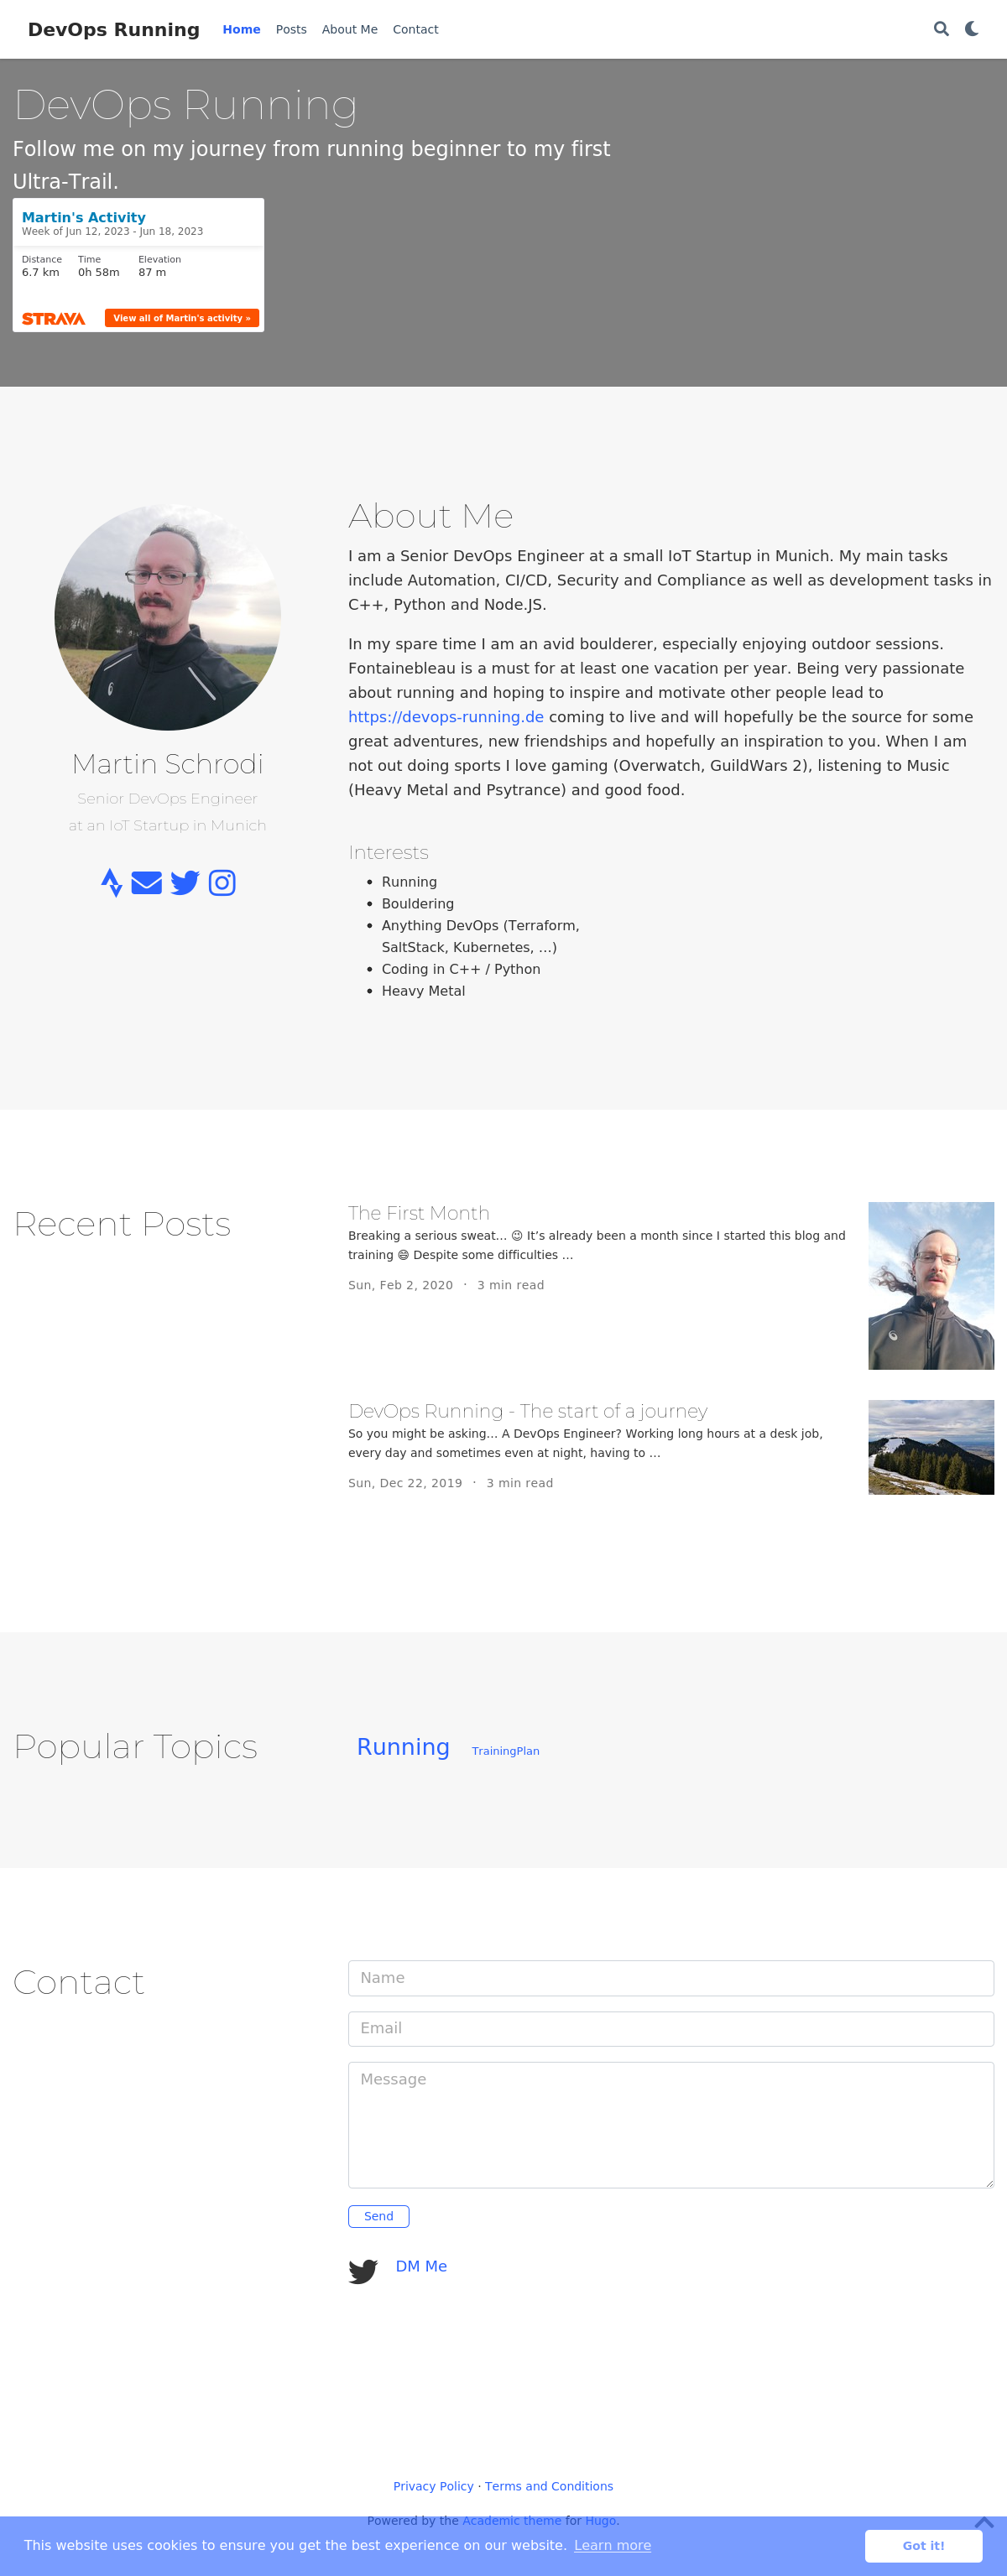 DevOps Running
Home
Posts
About Me
Contact
DevOps Running
Follow me on my journey from running beginner to my first
Ultra-Trail.
Martin's Activity
Week of Jun 12, 2023 - Jun 18, 2023
Distance Time Elevation
6.7 km 0h 58m 87 m
STRAVA
View all of Martin's activity »
Martin Schrodi
Senior DevOps Engineer
at an IoT Startup in Munich
About Me
I am a Senior DevOps Engineer at a small IoT Startup in Munich. My main tasks
include Automation, CI/CD, Security and Compliance as well as development tasks in
C++, Python and Node.JS.
In my spare time I am an avid boulderer, especially enjoying outdoor sessions.
Fontainebleau is a must for at least one vacation per year. Being very passionate
about running and hoping to inspire and motivate other people lead to
https://devops-running.de coming to live and will hopefully be the source for some
great adventures, new friendships and hopefully an inspiration to you. When I am
not out doing sports I love gaming (Overwatch, GuildWars 2), listening to Music
(Heavy Metal and Psytrance) and good food.
Interests
• Running
• Bouldering
• Anything DevOps (Terraform,
SaltStack, Kubernetes, …)
• Coding in C++ / Python
• Heavy Metal
Recent Posts
The First Month
Breaking a serious sweat… 😉 It’s already been a month since I started this blog and
training 😄 Despite some difficulties …
Sun, Feb 2, 2020 · 3 min read
DevOps Running - The start of a journey
So you might be asking… A DevOps Engineer? Working long hours at a desk job,
every day and sometimes even at night, having to …
Sun, Dec 22, 2019 · 3 min read
Popular Topics
Running TrainingPlan
Contact
Name
Email
Message
Send
DM Me
Privacy Policy · Terms and Conditions
Powered by the Academic theme for Hugo.
This website uses cookies to ensure you get the best experience on our website. Learn more
Got it!